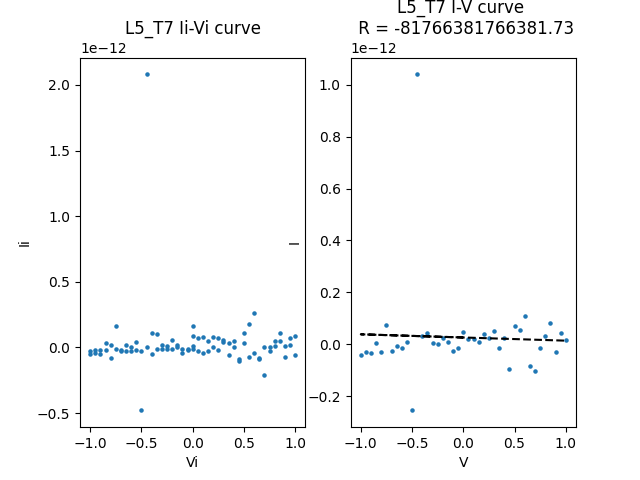 L5_T7 Ii-Vi curve
1e−12
2.0
1.5
1.0
0.5
0.0
−0.5
−1.0 −0.5 0.0 0.5 1.0
Vi
Ii
L5_T7 I-V curve
R = -81766381766381.73
1e−12
1.0
0.8
0.6
0.4
0.2
0.0
−0.2
−1.0 −0.5 0.0 0.5 1.0
V
I